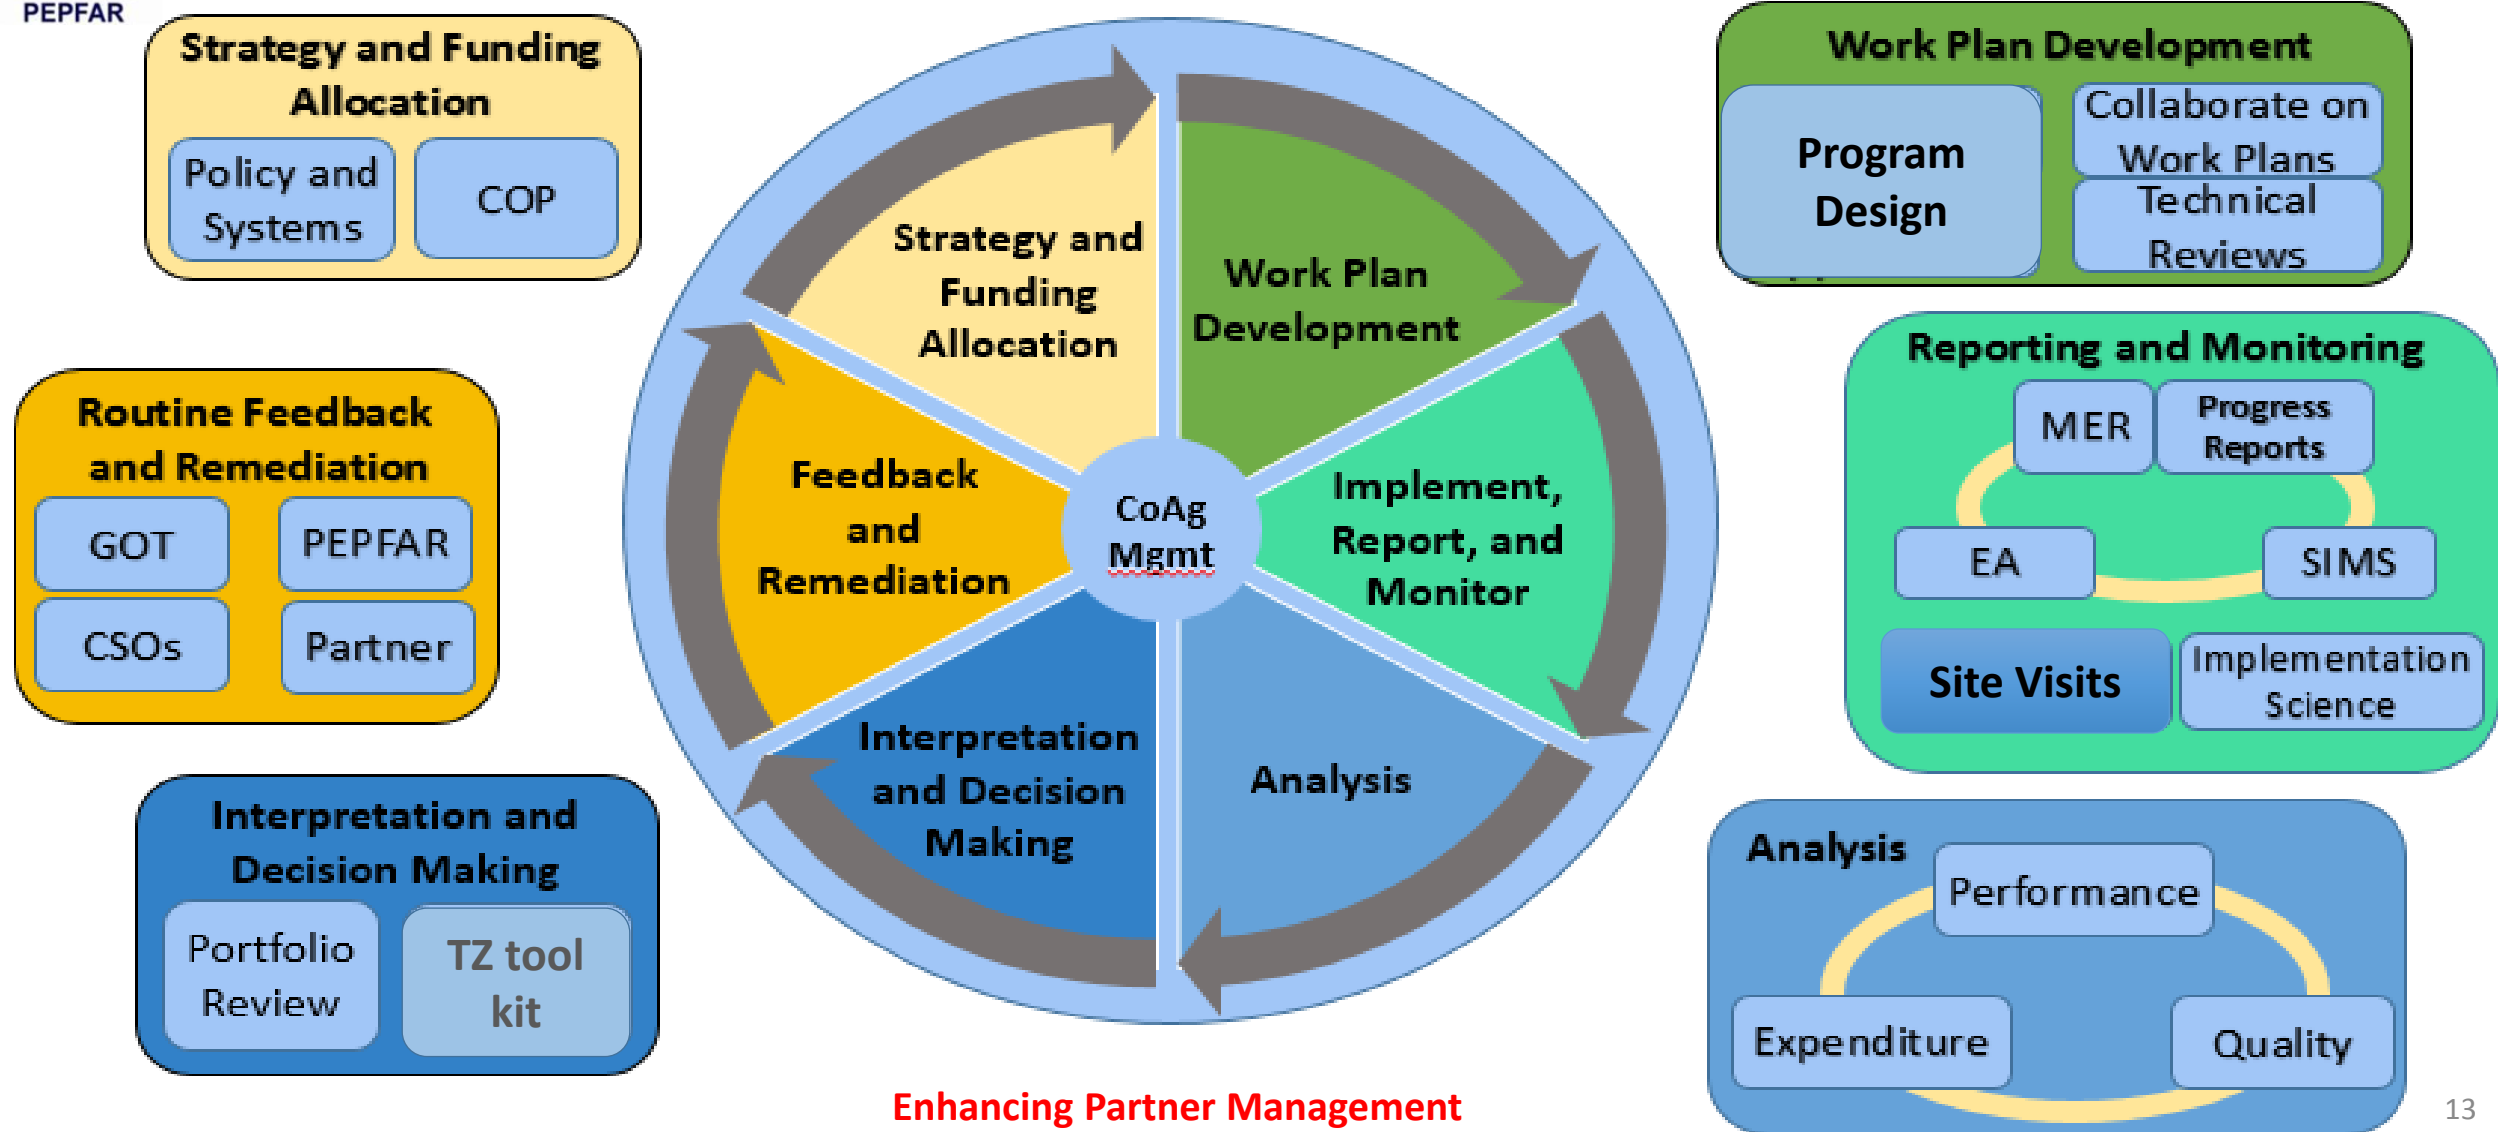 PEPFAR
Strategy and Funding
Allocation
Policy and
Systems
COP
Routine Feedback
and Remediation
GOT
PEPFAR
CSOs
Partner
Interpretation and
Decision Making
Portfolio
Review
TZ tool
kit
Strategy and
Funding
Allocation
Work Plan
Development
Feedback
and
Remediation
CoAg
Mgmt
Implement,
Report, and
Monitor
Interpretation
and Decision
Making
Analysis
Work Plan Development
Program
Design
Collaborate on
Work Plans
Technical
Reviews
Reporting and Monitoring
MER
Progress
Reports
EA
SIMS
Site Visits
Implementation
Science
Analysis
Performance
Expenditure
Quality
Enhancing Partner Management
13